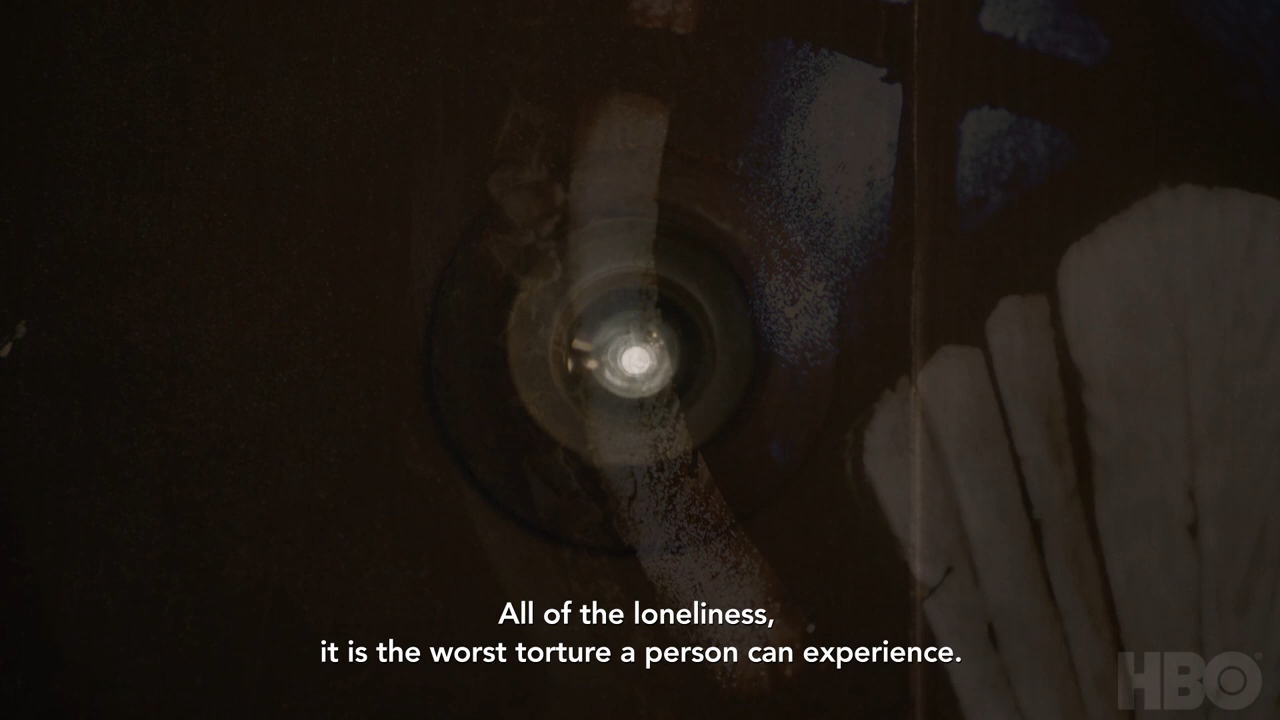 All of the loneliness,
it is the worst torture a person can experience.
HBO